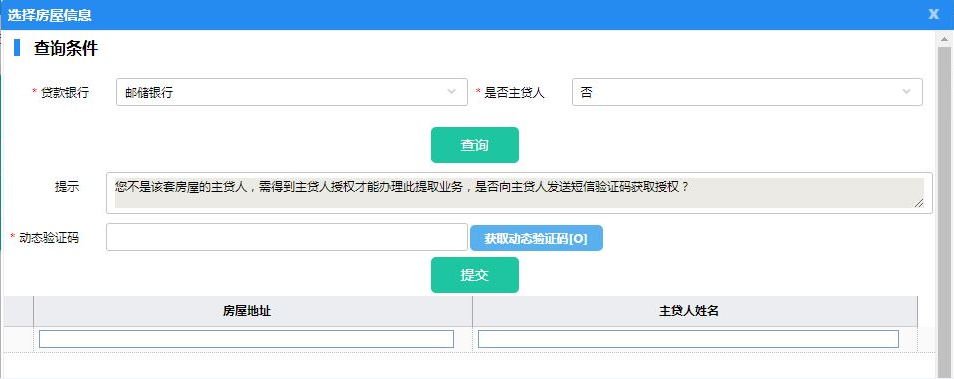 选择房屋信息 X
查询条件
* 贷款银行 邮储银行 * 是否主贷人 否
查询
提示 您不是该套房屋的主贷人，需得到主贷人授权才能办理此提取业务，是否向主贷人发送短信验证码获取授权？
* 动态验证码 获取动态验证码[O]
提交
房屋地址 主贷人姓名